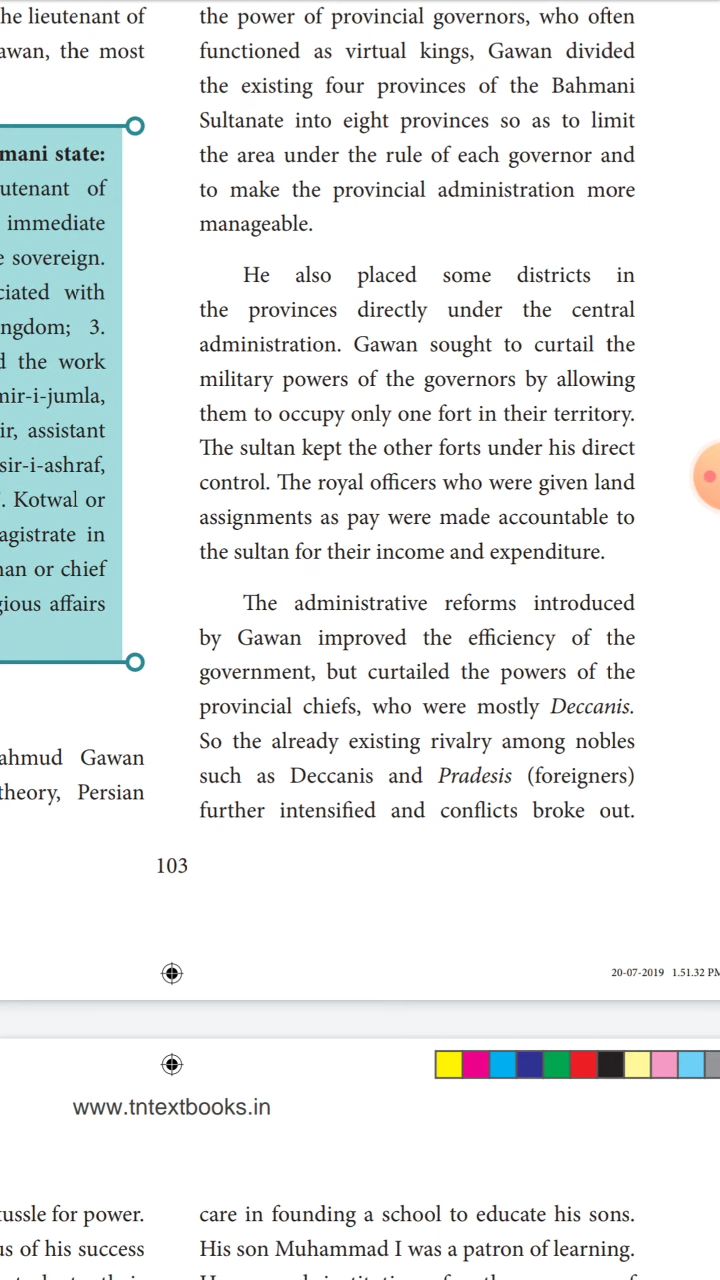 he lieutenant of
awan, the most
mani state:
utenant of
immediate
e sovereign.
ciated with
ngdom; 3.
d the work
mir-i-jumla,
ir, assistant
sir-i-ashraf,
. Kotwal or
agistrate in
an or chief
gious affairs
ahmud Gawan
theory, Persian
the power of provincial governors, who often
functioned as virtual kings, Gawan divided
the existing four provinces of the Bahmani
Sultanate into eight provinces so as to limit
the area under the rule of each governor and
to make the provincial administration more
manageable.
He also placed some districts in
the provinces directly under the central
administration. Gawan sought to curtail the
military powers of the governors by allowing
them to occupy only one fort in their territory.
The sultan kept the other forts under his direct
control. The royal officers who were given land
assignments as pay were made accountable to
the sultan for their income and expenditure.
The administrative reforms introduced
by Gawan improved the efficiency of the
government, but curtailed the powers of the
provincial chiefs, who were mostly Deccanis.
So the already existing rivalry among nobles
such as Deccanis and Pradesis (foreigners)
further intensified and conflicts broke out.
103
20-07-2019 1.51.32 PM
www.tntextbooks.in
tussle for power.
us of his success
care in founding a school to educate his sons.
His son Muhammad I was a patron of learning.